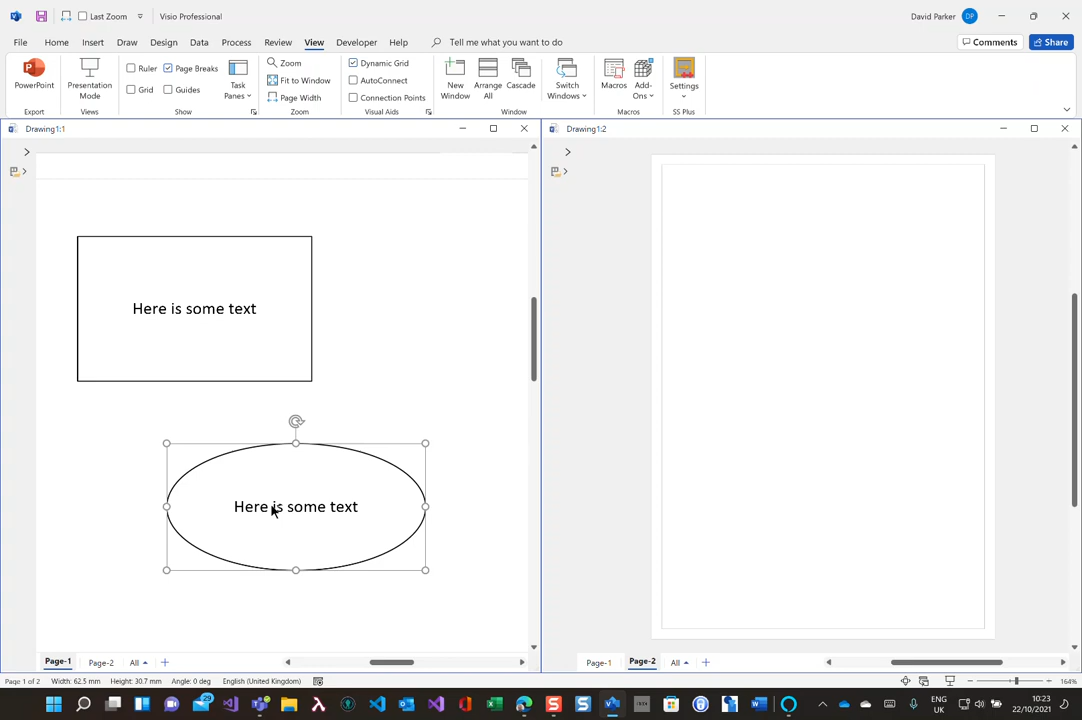 Last Zoom
Visio Professional
David Parker
DP
File Home Insert Draw Design Data Process Review View Developer Help Tell me what you want to do
Comments
Share
PowerPoint
Export
Presentation
Mode
Views
Ruler
Page Breaks
Grid
Guides
Task
Panes
Show
Zoom
Fit to Window
Page Width
Zoom
Dynamic Grid
AutoConnect
Connection Points
Visual Aids
New
Window
Arrange
All
Cascade
Switch
Windows
Window
Macros
Add-
Ons
Macros
Settings
SS Plus
Drawing1:1
Drawing1:2
Here is some text
Here is some text
Page-1 Page-2 All
Page-1 Page-2 All
Page 1 of 2 Width: 62.5 mm Height: 30.7 mm Angle: 0 deg English (United Kingdom)
164%
29
ENG
UK
10:23
22/10/2021